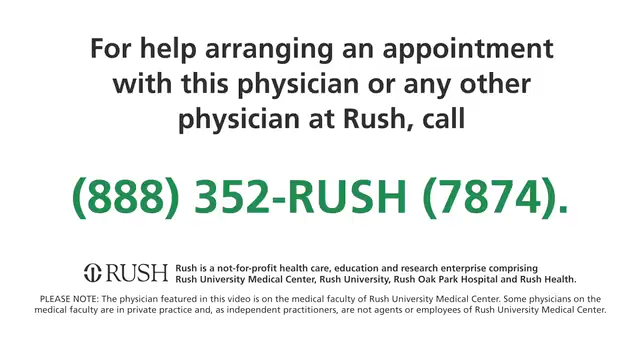 For help arranging an appointment
with this physician or any other
physician at Rush, call
(888) 352-RUSH (7874).
RUSH Rush is a not-for-profit health care, education and research enterprise comprising
Rush University Medical Center, Rush University, Rush Oak Park Hospital and Rush Health.
PLEASE NOTE: The physician featured in this video is on the medical faculty of Rush University Medical Center. Some physicians on the
medical faculty are in private practice and, as independent practitioners, are not agents or employees of Rush University Medical Center.